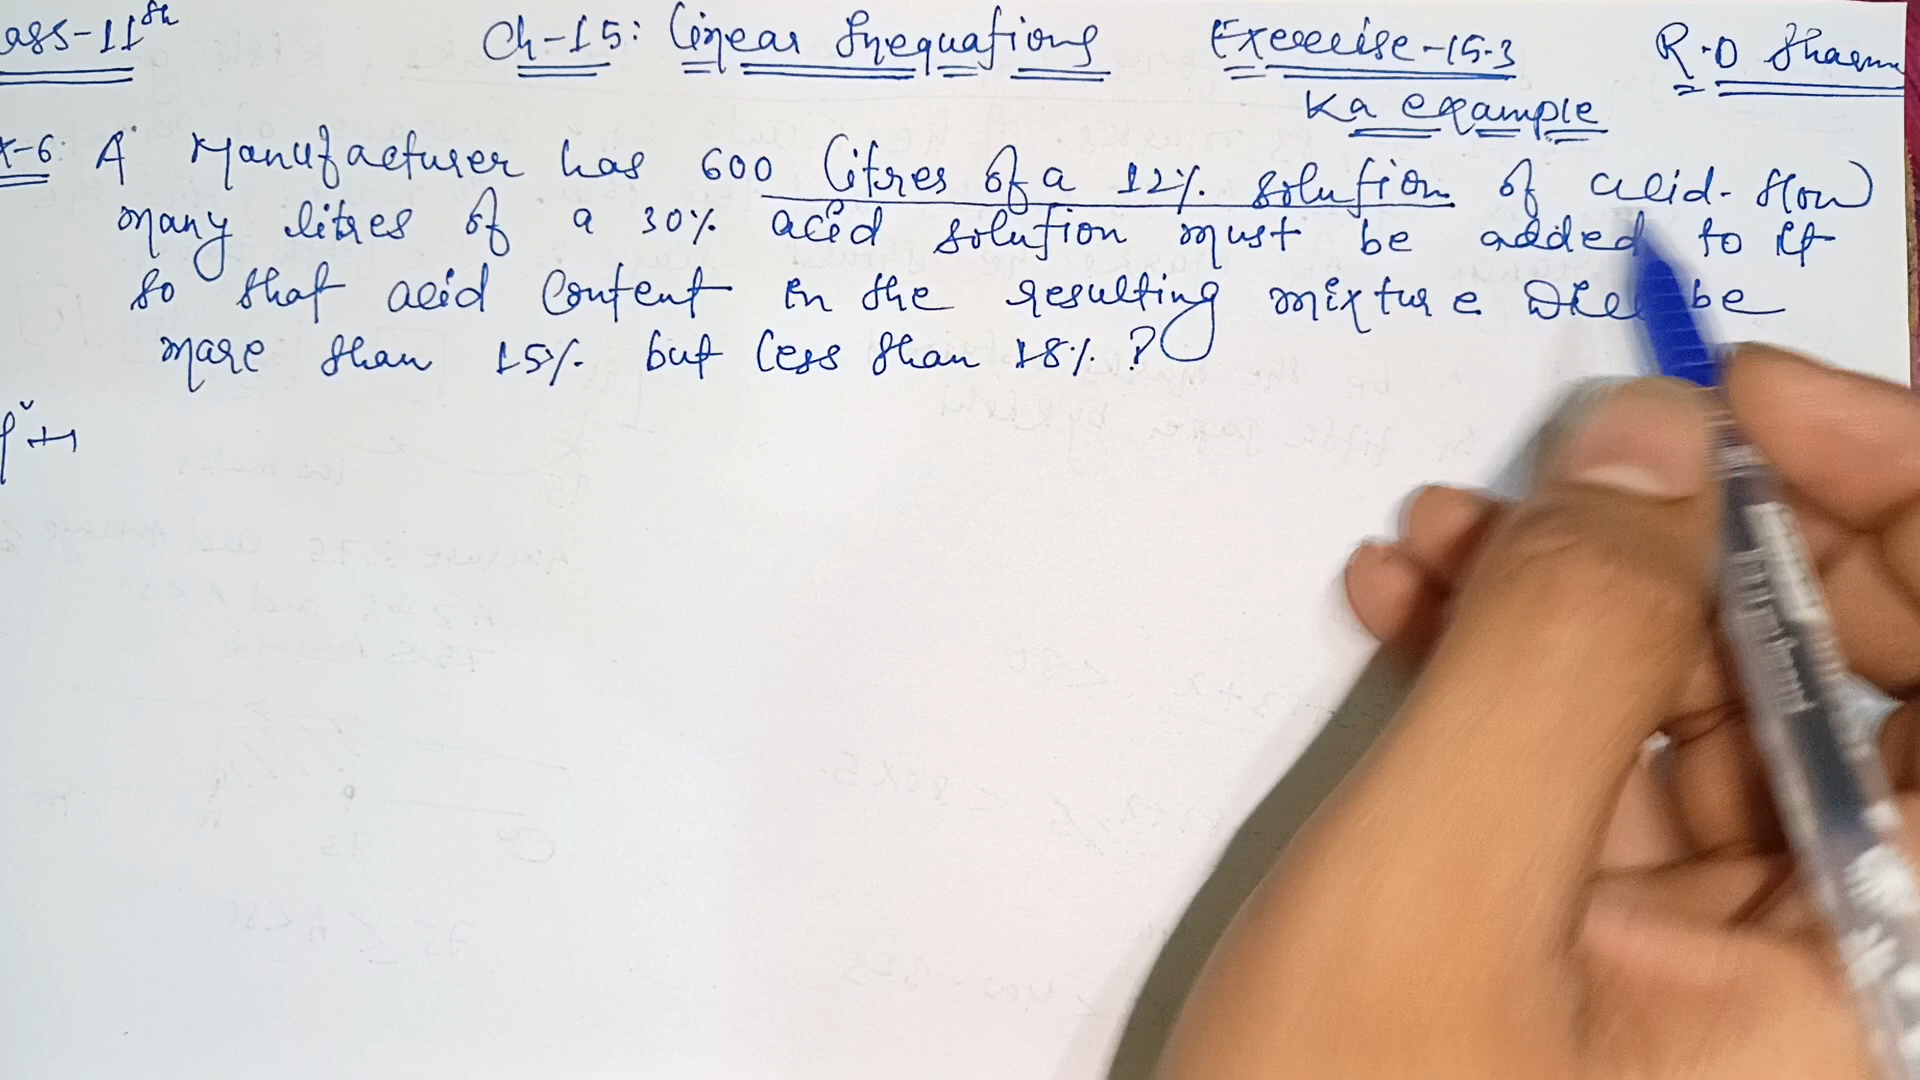 ass-11th Ch-15: Linear Inequations Exercise-15.3 R.D Sharma
Ka example
x-6: A Manufacturer has 600 litres of a 12% solution of acid. How
many litres of a 30% acid solution must be added to it
so that acid content in the resulting mixture will be
more than 15% but less than 18%?